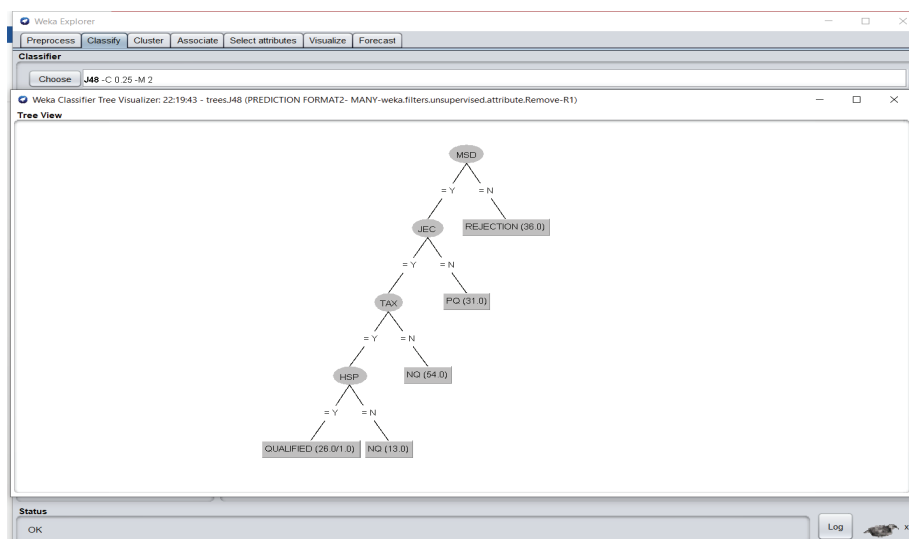 Weka Explorer
Preprocess Classify Cluster Associate Select attributes Visualize Forecast
Classifier
Choose J48 -C 0.25 -M 2
Weka Classifier Tree Visualizer: 22:19:43 - trees.J48 (PREDICTION FORMAT2- MANY-weka.filters.unsupervised.attribute.Remove-R1)
Tree View
MSD
= Y = N
JEC REJECTION (36.0)
= Y = N
TAX PQ (31.0)
= Y = N
HSP NQ (54.0)
= Y = N
QUALIFIED (26.0/1.0) NQ (13.0)
Status
OK Log x